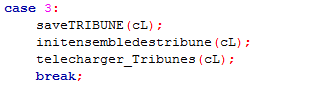 case 3:
saveTRIBUNE(cL);
initensembledestribune(cL);
telecharger_Tribunes(cL);
break;